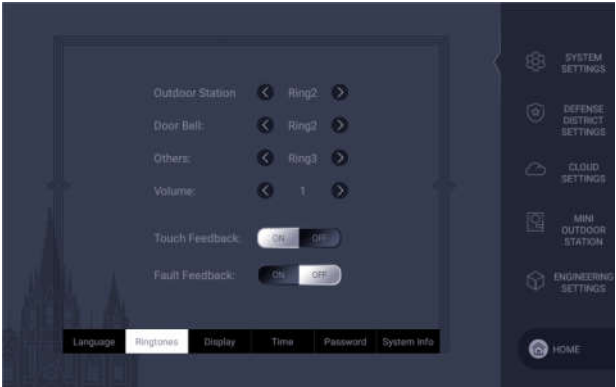 Outdoor Station Ring2
Door Bell: Ring2
Others: Ring3
Volume: 1
Touch Feedback: ON OFF
Fault Feedback: ON OFF
Language Ringtones Display Time Password System Info
SYSTEM
SETTINGS
DEFENSE
DISTRICT
SETTINGS
CLOUD
SETTINGS
MINI
OUTDOOR
STATION
ENGINEERING
SETTINGS
HOME